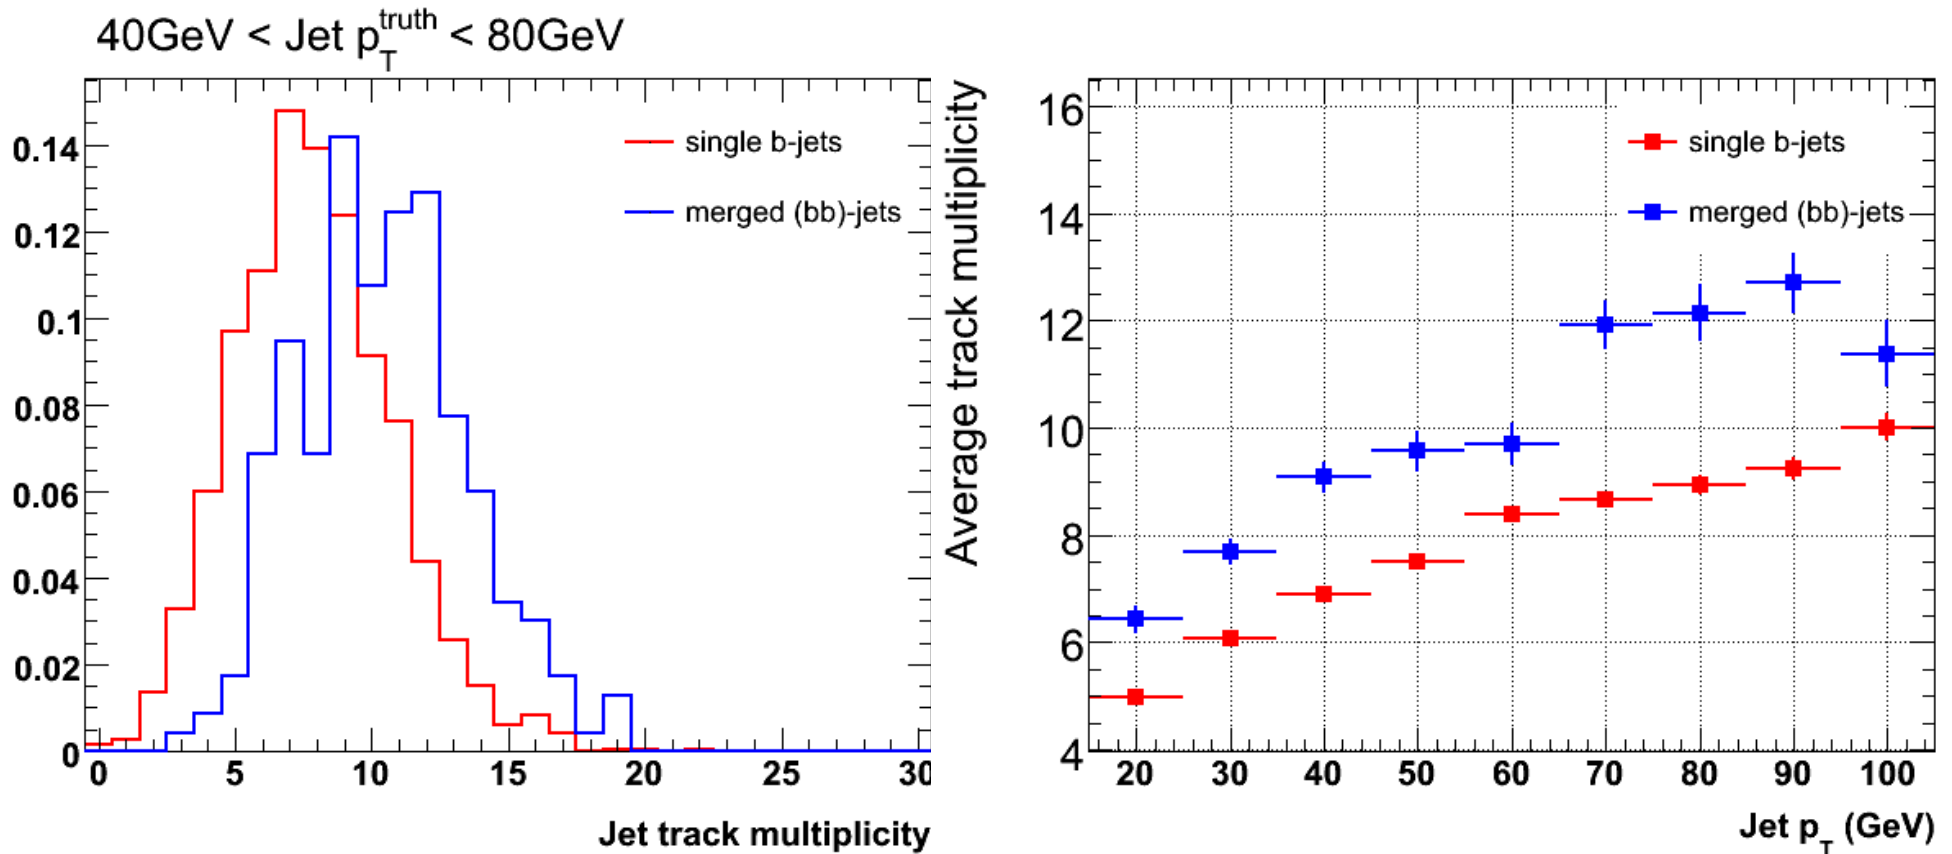 40GeV < Jet p_T^truth < 80GeV
single b-jets
merged (bb)-jets
0.14
0.12
0.1
0.08
0.06
0.04
0.02
0
0 5 10 15 20 25 30
Jet track multiplicity
Average track multiplicity
single b-jets
merged (bb)-jets
16
14
12
10
8
6
4
20 30 40 50 60 70 80 90 100
Jet p_T (GeV)